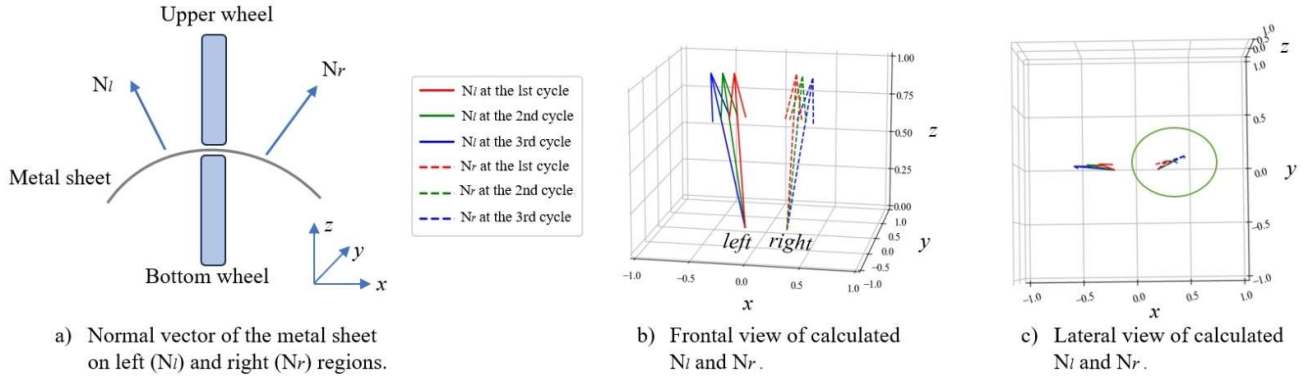 Upper wheel
Nl
Nr
Metal sheet
Bottom wheel
z
y
x
a) Normal vector of the metal sheet
on left (Nl) and right (Nr) regions.
Nl at the 1st cycle
Nl at the 2nd cycle
Nl at the 3rd cycle
Nr at the 1st cycle
Nr at the 2nd cycle
Nr at the 3rd cycle
1.00
0.75
0.50
0.25
0.00
z
1.0
0.5
0.0
−0.5
−1.0
y
left right
−1.0 −0.5 0.0 0.5 1.0
x
b) Frontal view of calculated
Nl and Nr .
1.0
0.5
0.0
z
1.0
0.5
0.0
−0.5
−1.0
y
−1.0 −0.5 0.0 0.5 1.0
x
c) Lateral view of calculated
Nl and Nr .